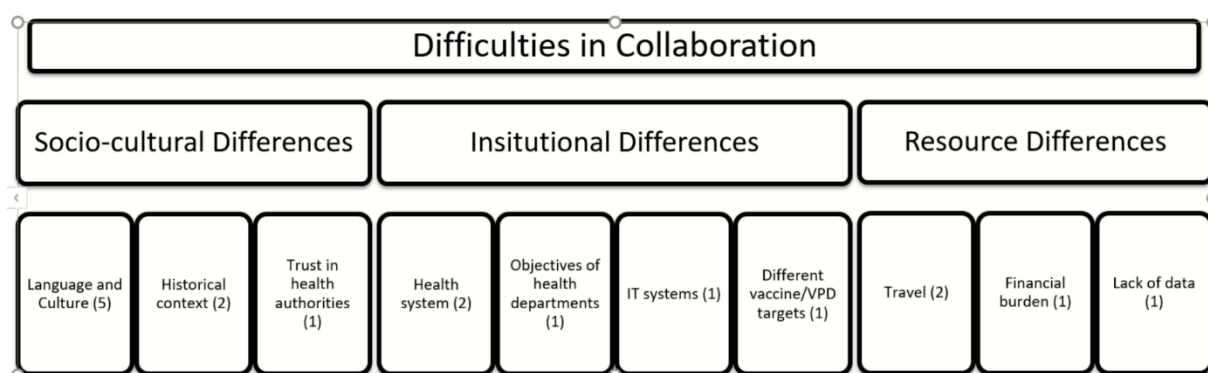 Difficulties in Collaboration
Socio-cultural Differences
Insitutional Differences
Resource Differences
Language and
Culture (5)
Historical
context (2)
Trust in
health
authorities
(1)
Health
system (2)
Objectives of
health
departments
(1)
IT systems (1)
Different
vaccine/VPD
targets (1)
Travel (2)
Financial
burden (1)
Lack of data
(1)